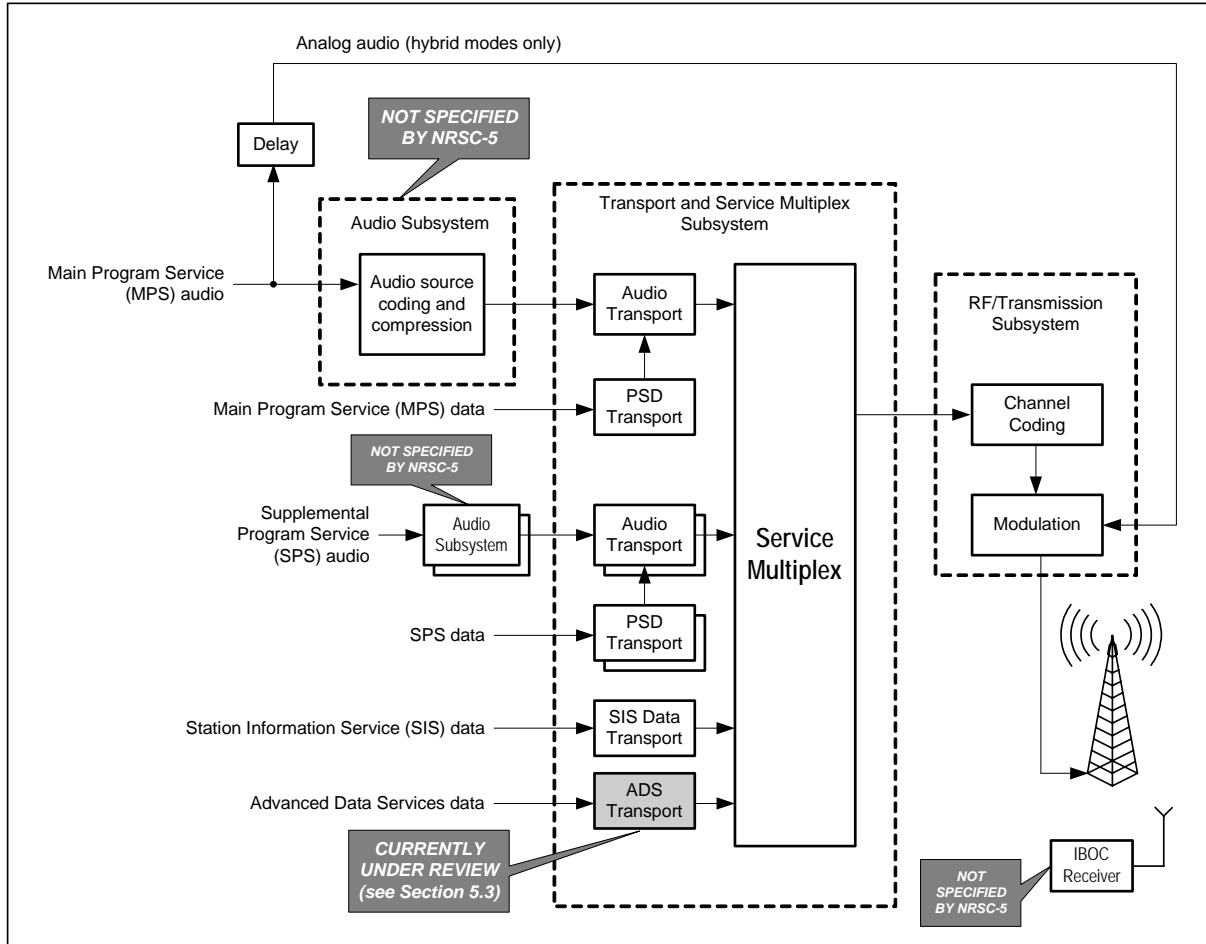 Analog audio (hybrid modes only)
NOT SPECIFIED
BY NRSC-5
Delay
Audio Subsystem
Transport and Service Multiplex
Subsystem
Main Program Service
(MPS) audio
Audio source
coding and
compression
Audio
Transport
RF/Transmission
Subsystem
Main Program Service (MPS) data
PSD
Transport
Channel
Coding
NOT SPECIFIED
BY NRSC-5
Supplemental
Program Service
(SPS) audio
Audio
Subsystem
Audio
Transport
Service
Multiplex
Modulation
SPS data
PSD
Transport
Station Information Service (SIS) data
SIS Data
Transport
Advanced Data Services data
ADS
Transport
CURRENTLY
UNDER REVIEW
(see Section 5.3)
NOT
SPECIFIED
BY NRSC-5
IBOC
Receiver